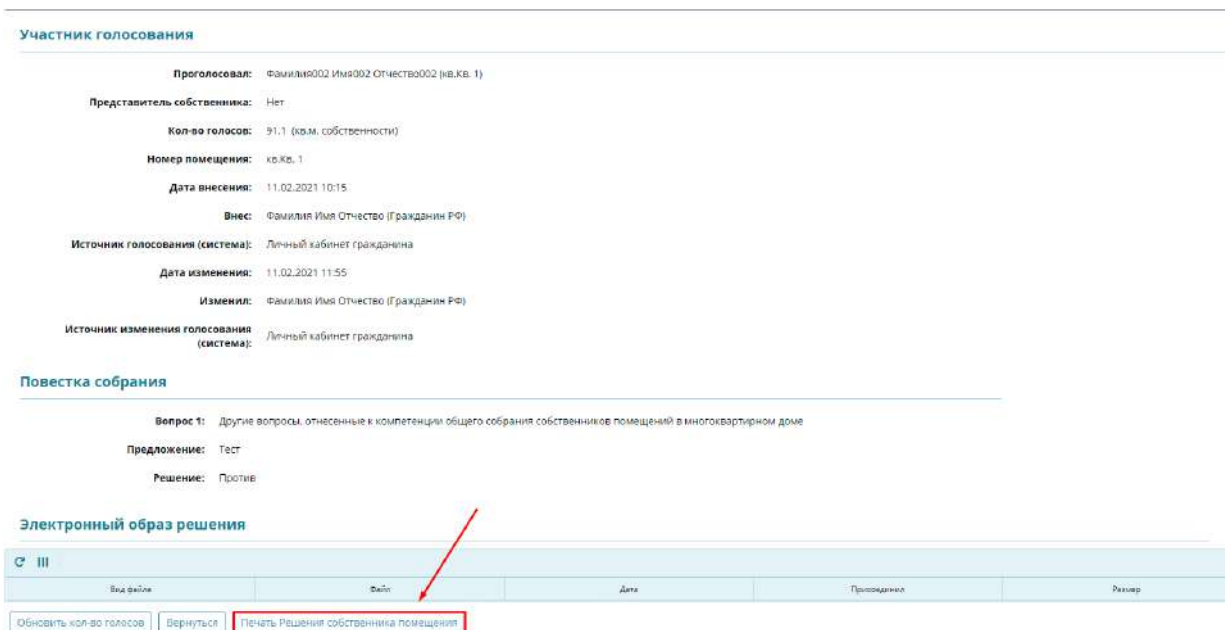 Участник голосования
Проголосовал: Фамилия002 Имя002 Отчество002 (кв.Кв. 1)
Представитель собственника: Нет
Кол-во голосов: 91.1 (кв.м. собственности)
Номер помещения: кв.Кв. 1
Дата внесения: 11.02.2021 10:15
Внес: Фамилия Имя Отчество (Гражданин РФ)
Источник голосования (система): Личный кабинет гражданина
Дата изменения: 11.02.2021 11:55
Изменил: Фамилия Имя Отчество (Гражданин РФ)
Источник изменения голосования
(система): Личный кабинет гражданина
Повестка собрания
Вопрос 1: Другие вопросы, отнесенные к компетенции общего собрания собственников помещений в многоквартирном доме
Предложение: Тест
Решение: Против
Электронный образ решения
Вид файла Файл Дата Присоединил Размер
Обновить кол-во голосов Вернуться Печать Решения собственника помещения